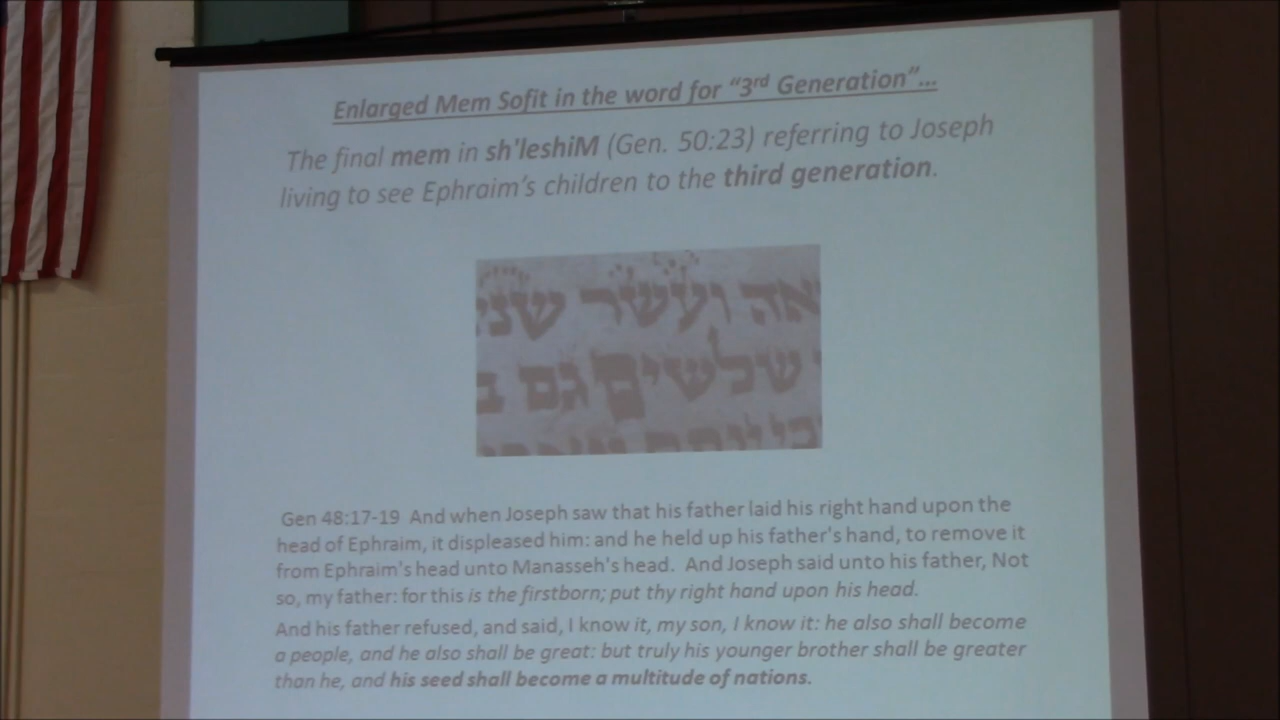 Enlarged Mem Sofit in the word for “3rd Generation”…
The final mem in sh'leshiM (Gen. 50:23) referring to Joseph
living to see Ephraim’s children to the third generation.
אה ועשר שני
שלשים גם ב
Gen 48:17-19 And when Joseph saw that his father laid his right hand upon the
head of Ephraim, it displeased him: and he held up his father's hand, to remove it
from Ephraim's head unto Manasseh's head. And Joseph said unto his father, Not
so, my father: for this is the firstborn; put thy right hand upon his head.
And his father refused, and said, I know it, my son, I know it: he also shall become
a people, and he also shall be great: but truly his younger brother shall be greater
than he, and his seed shall become a multitude of nations.